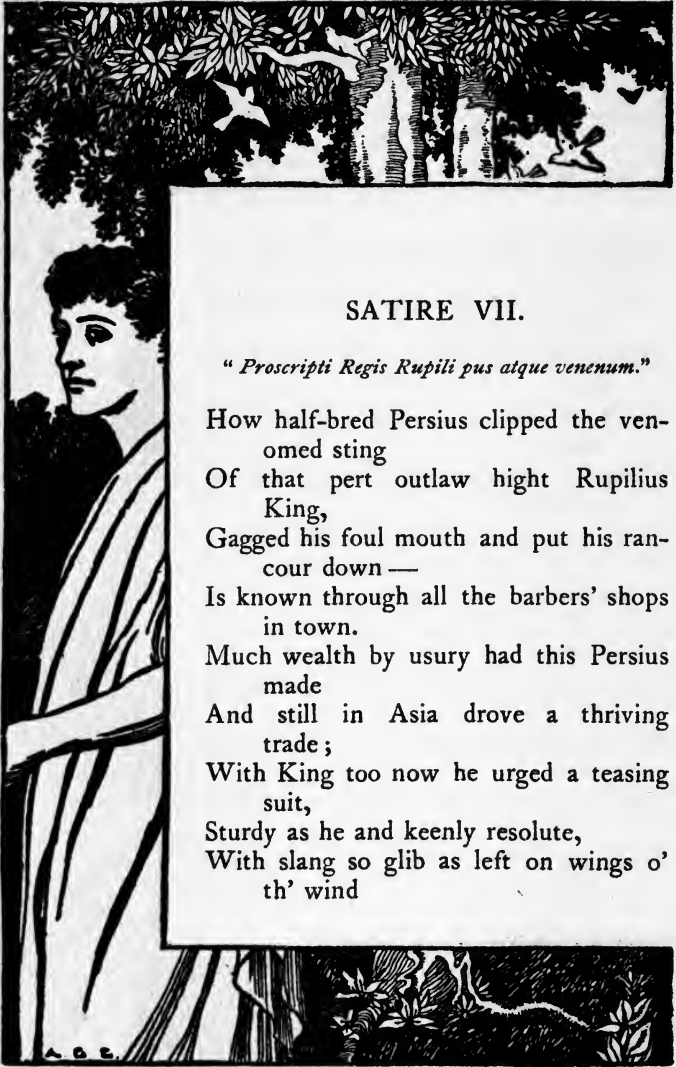 SATIRE VII.
“ Proscripti Regis Rupili pus atque venenum.”
How half-bred Persius clipped the ven-
omed sting
Of that pert outlaw hight Rupilius
King,
Gagged his foul mouth and put his ran-
cour down —
Is known through all the barbers’ shops
in town.
Much wealth by usury had this Persius
made
And still in Asia drove a thriving
trade ;
With King too now he urged a teasing
suit,
Sturdy as he and keenly resolute,
With slang so glib as left on wings o’
th’ wind
A. B. E.